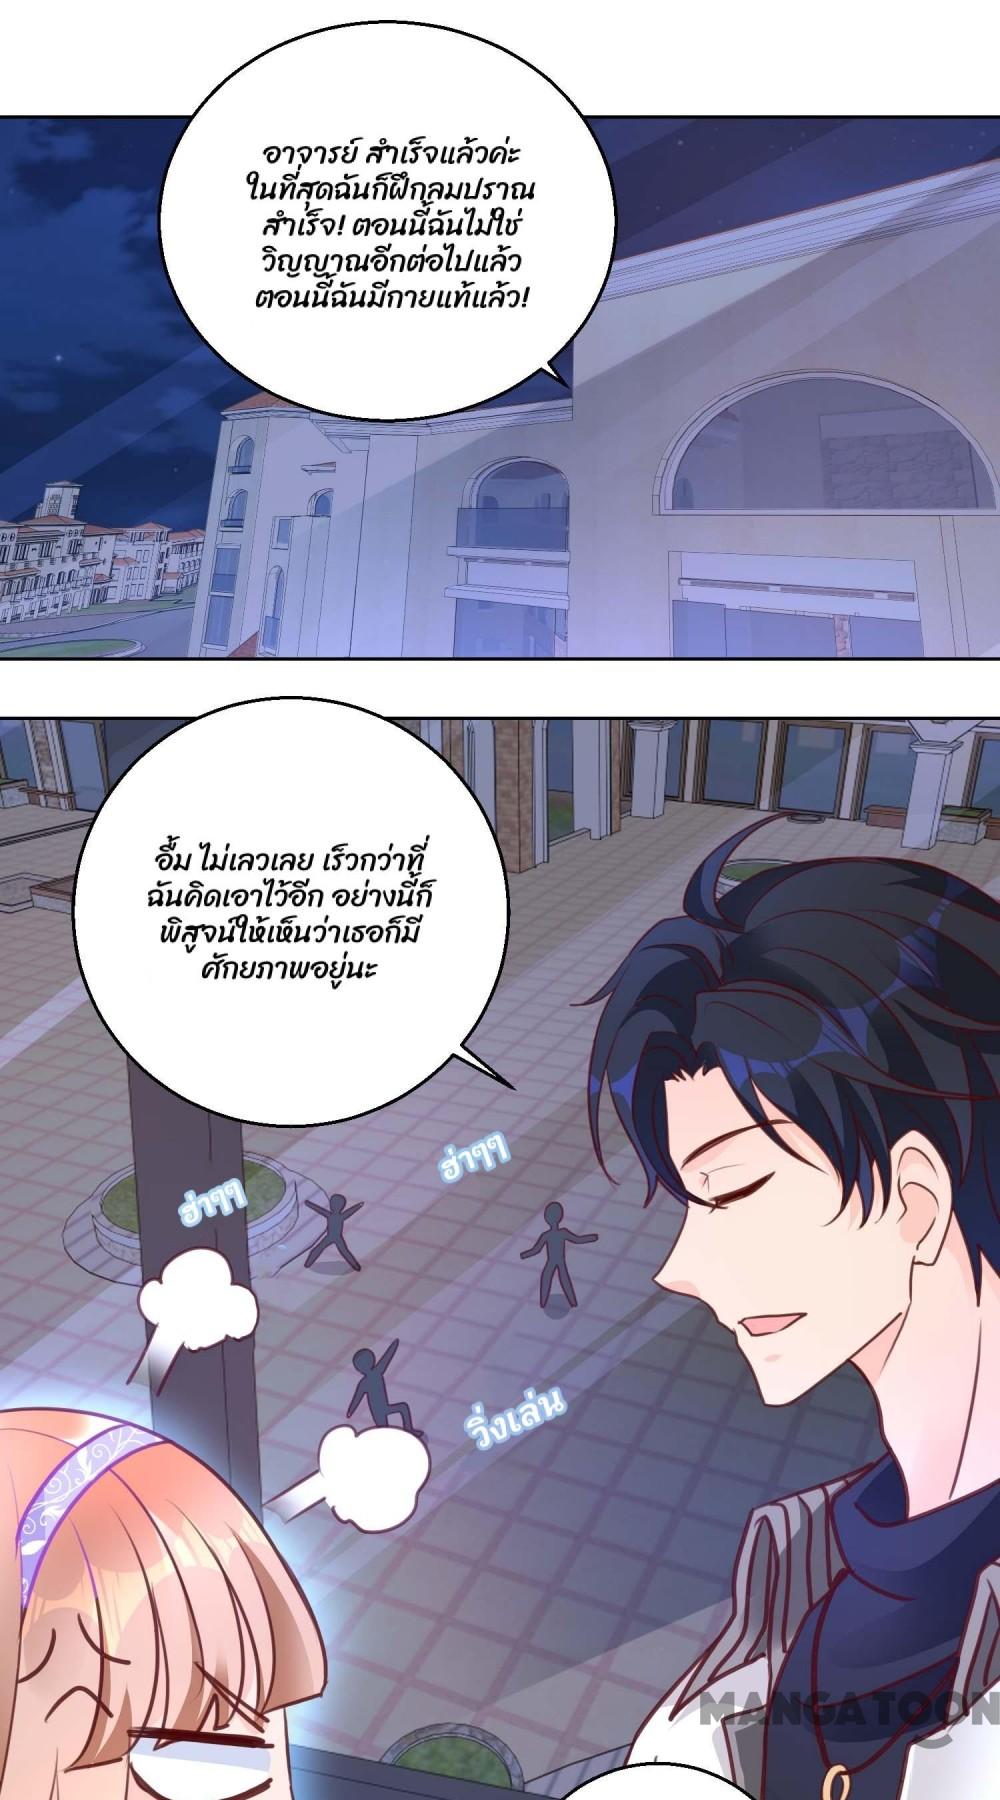 อาจารย์ สำเร็จแล้วค่ะ
ในที่สุดฉันก็ฝึกลมปราณ
สำเร็จ! ตอนนี้ฉันไม่ใช่
วิญญาณอีกต่อไปแล้ว
ตอนนี้ฉันมีกายแท้แล้ว!
อื้ม ไม่เลวเลย เร็วกว่าที่
ฉันคิดเอาไว้อีก อย่างนี้ก็
พิสูจน์ให้เห็นว่าเธอก็มี
ศักยภาพอยู่นะ
ฮ่าๆๆ
ฮ่าๆๆ
วิ่งเล่น
MANGATOON